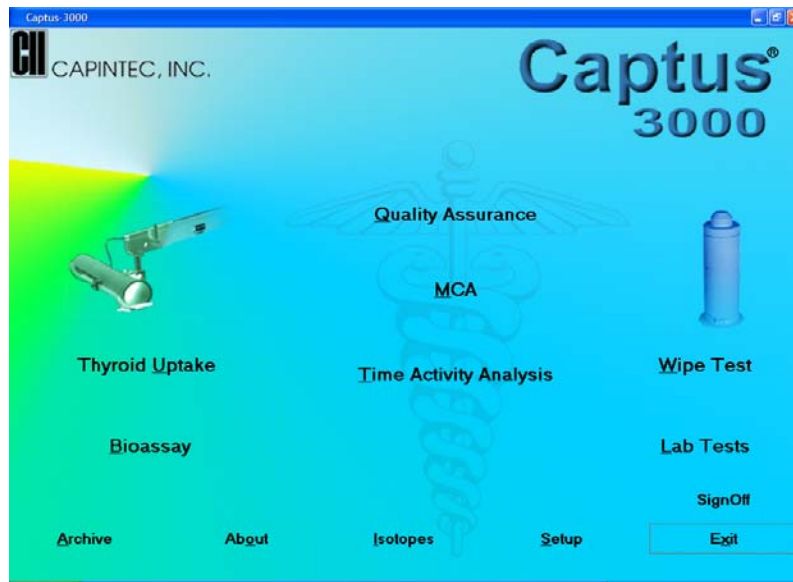 Captus-3000
CII CAPINTEC, INC.
Captus®
3000
Quality Assurance
MCA
Thyroid Uptake
Time Activity Analysis
Wipe Test
Bioassay
Lab Tests
SignOff
Archive
About
Isotopes
Setup
Exit